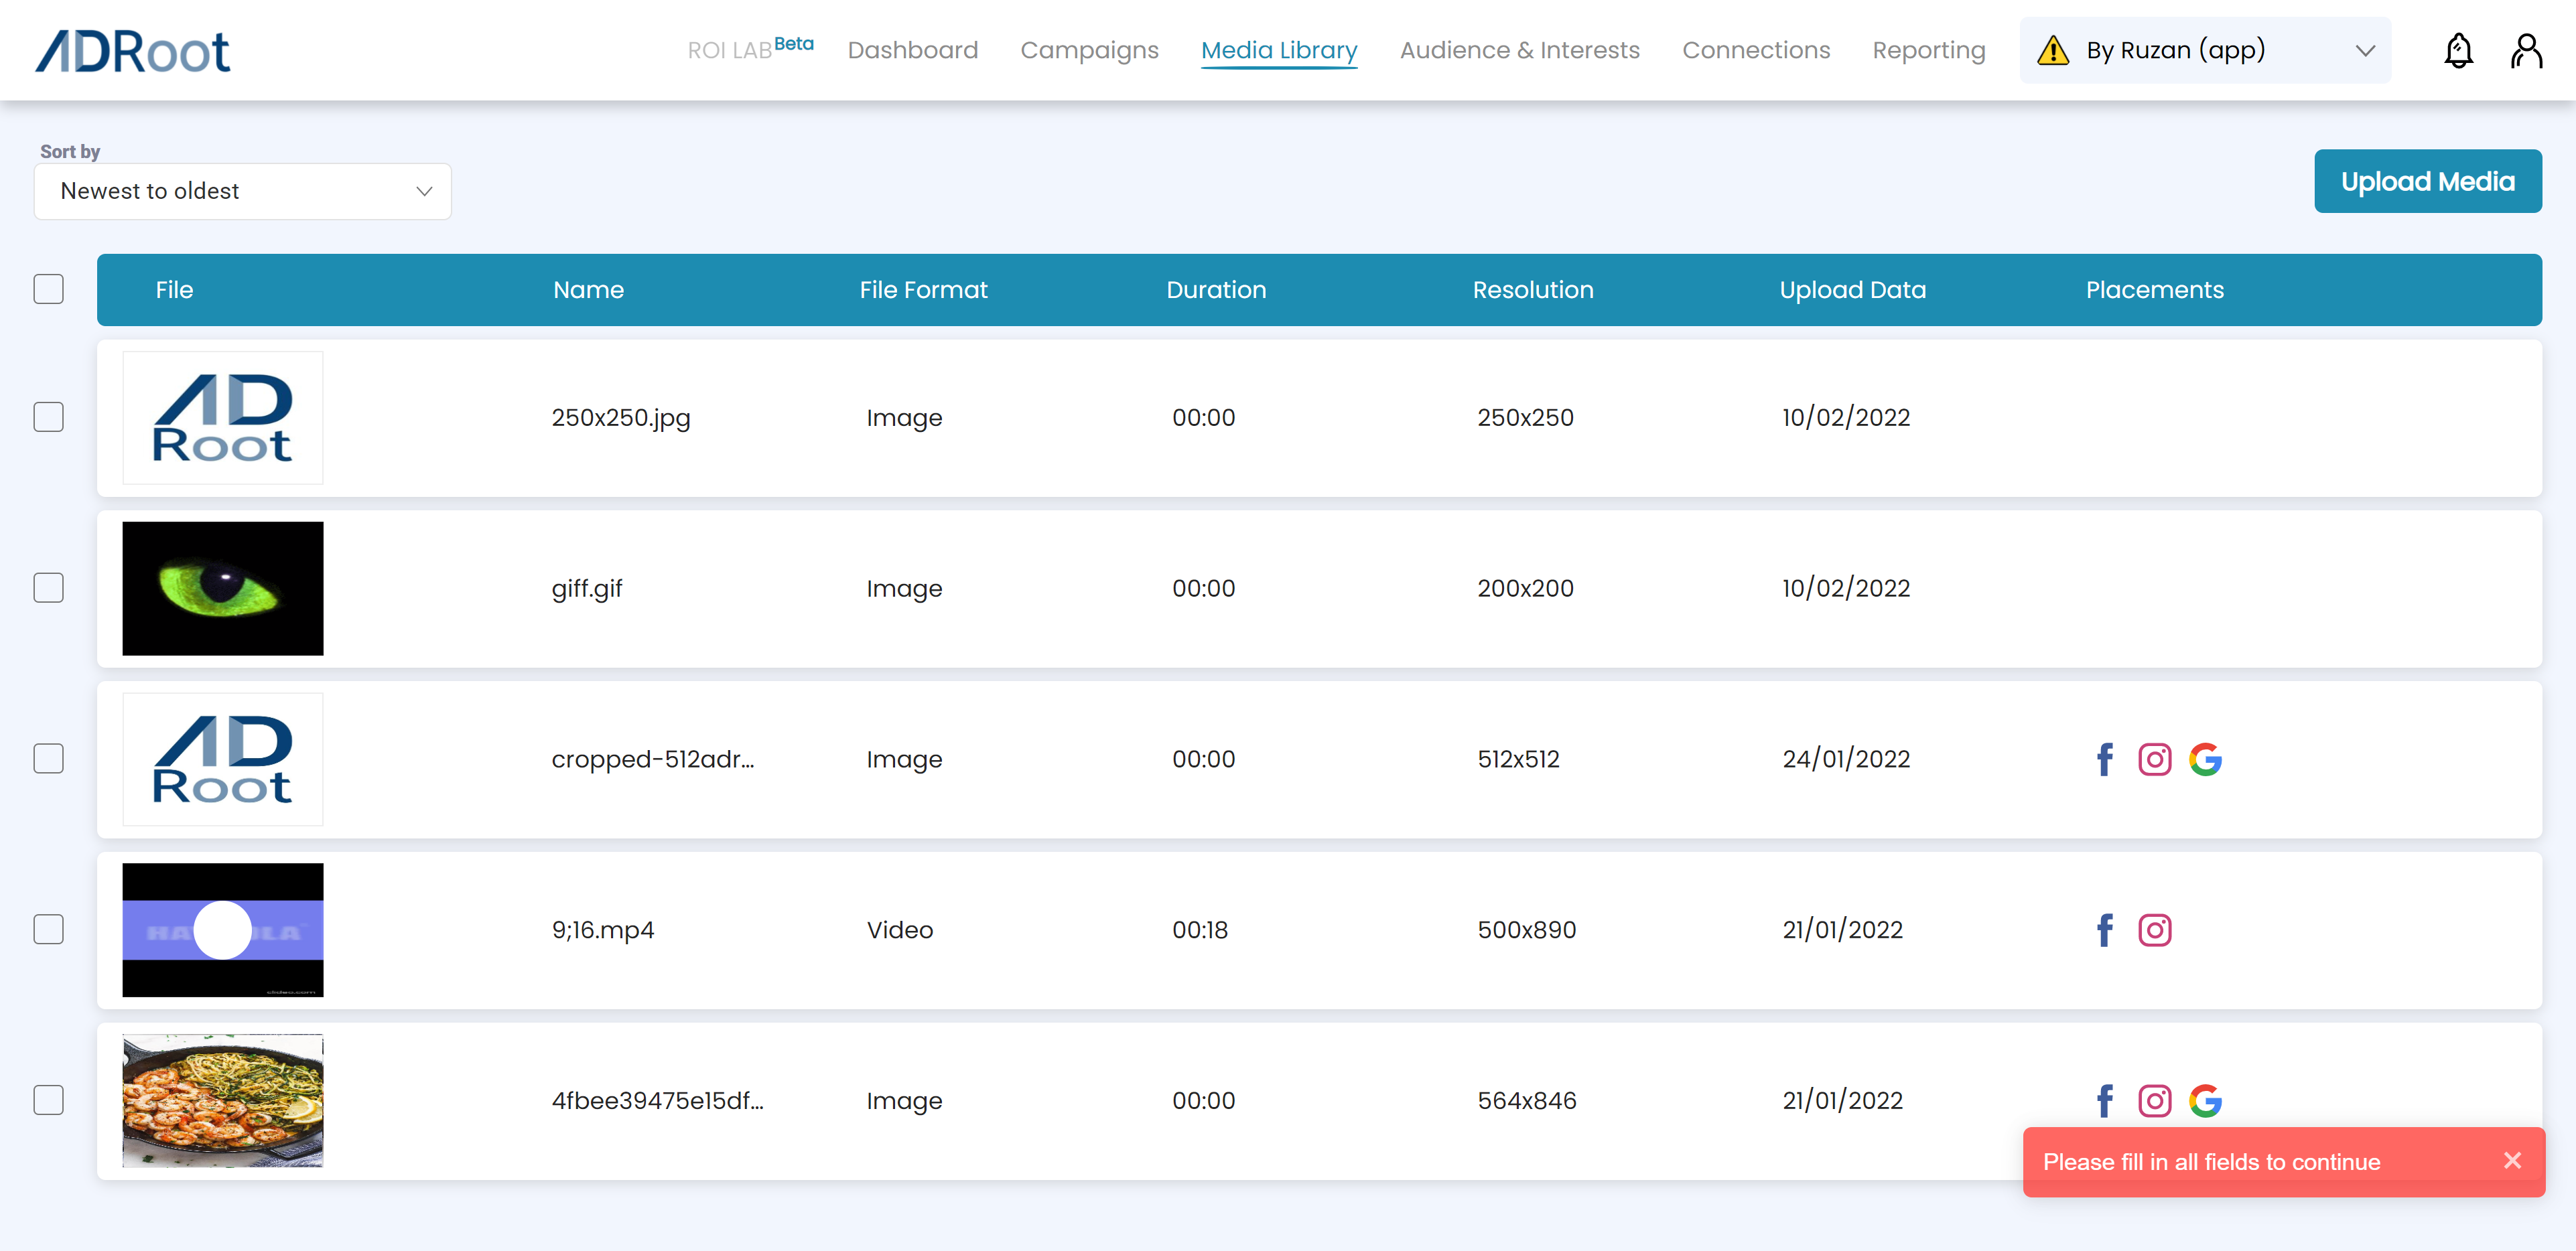 ADRoot
ROI LAB Beta Dashboard Campaigns Media Library Audience & Interests Connections Reporting By Ruzan (app)
Sort by
Newest to oldest
Upload Media
File Name File Format Duration Resolution Upload Data Placements
AD
Root
250x250.jpg Image 00:00 250x250 10/02/2022
giff.gif Image 00:00 200x200 10/02/2022
AD
Root
cropped-512adr... Image 00:00 512x512 24/01/2022
9;16.mp4 Video 00:18 500x890 21/01/2022
4fbee39475e15df... Image 00:00 564x846 21/01/2022
Please fill in all fields to continue